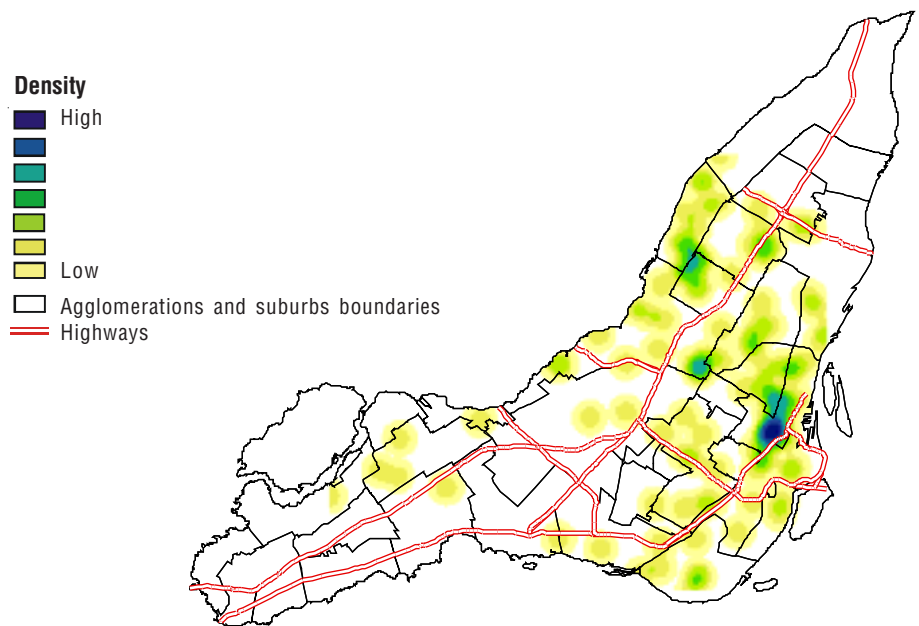 Density
High
Low
Agglomerations and suburbs boundaries
Highways